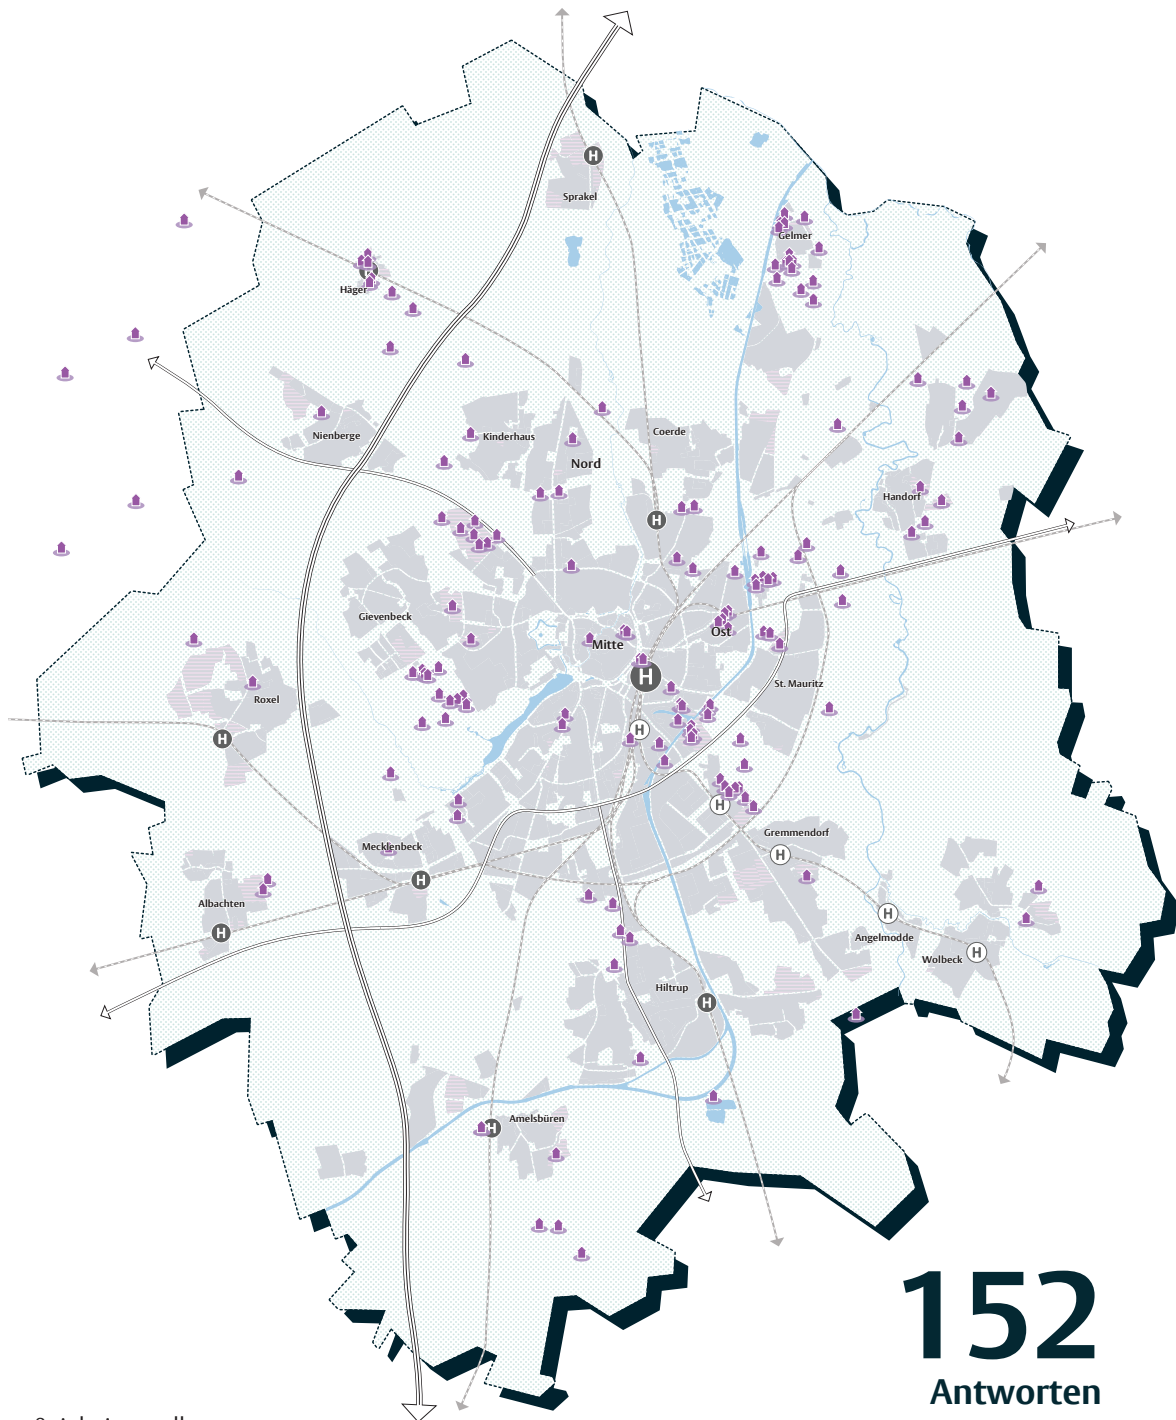 H
Sprakel
Gelmer
H
Häger
Nienberge
Kinderhaus
Coerde
Nord
Handorf
H
Gievenbeck
Mitte
Ost
H
St. Mauritz
Roxel
H
H
H
Gremmendorf
Mecklenbeck
H
H
Albachten
H
H
Angelmodde
Wolbeck
H
Hiltrup
H
Amelsbüren
H
152
Antworten